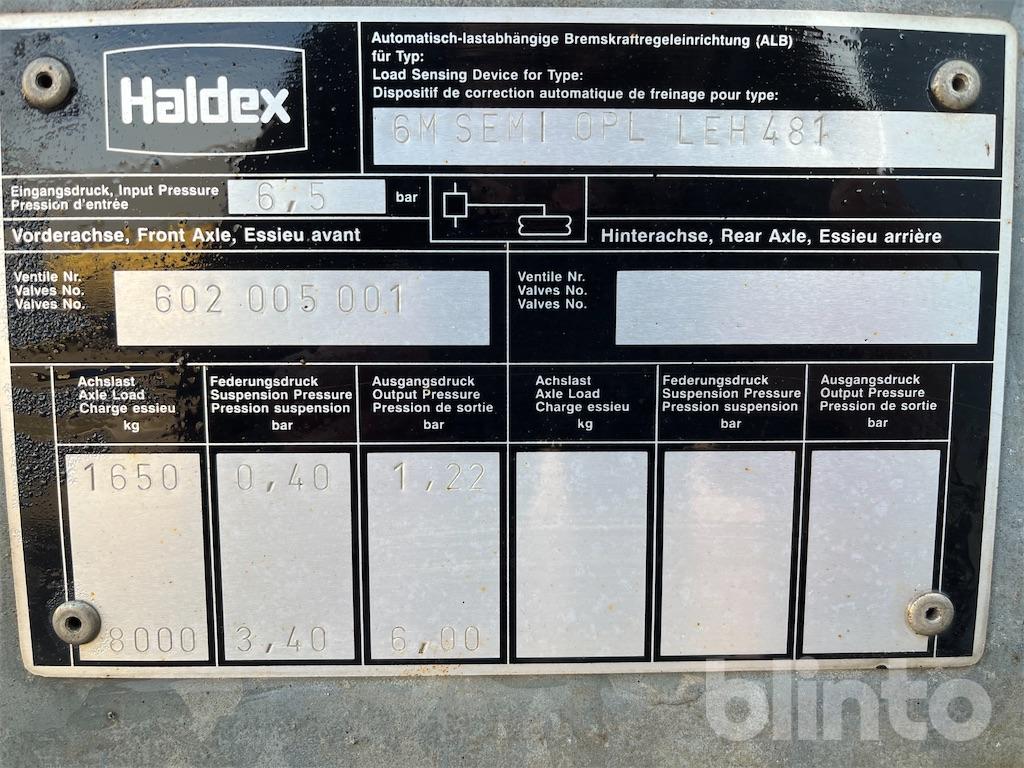 Haldex
Automatisch-lastabhängige Bremskraftregeleinrichtung (ALB)
für Typ:
Load Sensing Device for Type:
Dispositif de correction automatique de freinage pour type:
6M SEMI OPL LEH481
Eingangsdruck, Input Pressure
Pression d'entrée
6,5
bar
Vorderachse, Front Axle, Essieu avant
Hinterachse, Rear Axle, Essieu arrière
Ventile Nr.
Valves No.
Valves No.
602 005 001
Ventile Nr.
Valves No.
Valves No.
Achslast
Axle Load
Charge essieu
kg
Federungsdruck
Suspension Pressure
Pression suspension
bar
Ausgangsdruck
Output Pressure
Pression de sortie
bar
Achslast
Axle Load
Charge essieu
kg
Federungsdruck
Suspension Pressure
Pression suspension
bar
Ausgangsdruck
Output Pressure
Pression de sortie
bar
1650 0,40 1,22
8000 3,40 6,00
blinto